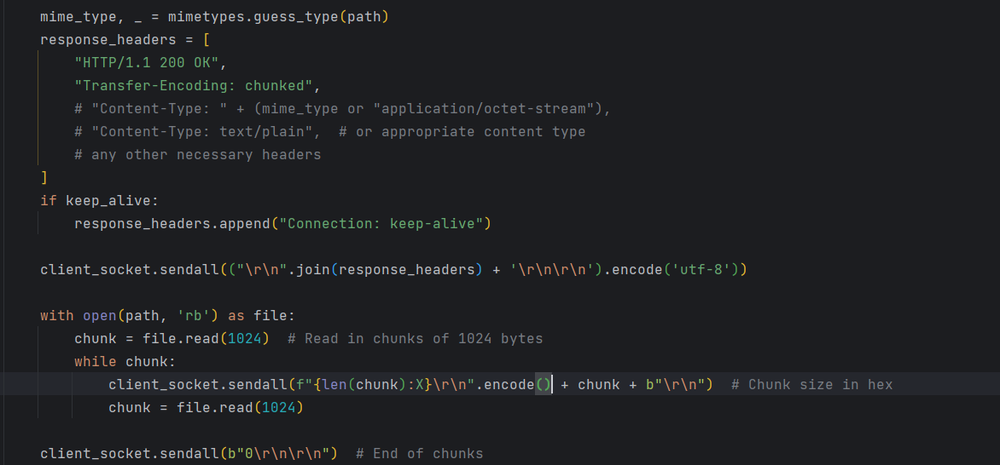 mime_type, _ = mimetypes.guess_type(path)
response_headers = [
    "HTTP/1.1 200 OK",
    "Transfer-Encoding: chunked",
    # "Content-Type: " + (mime_type or "application/octet-stream"),
    # "Content-Type: text/plain",  # or appropriate content type
    # any other necessary headers
]
if keep_alive:
    response_headers.append("Connection: keep-alive")
client_socket.sendall(("\r\n".join(response_headers) + '\r\n\r\n').encode('utf-8'))
with open(path, 'rb') as file:
    chunk = file.read(1024)  # Read in chunks of 1024 bytes
    while chunk:
        client_socket.sendall(f"{len(chunk):X}\r\n".encode() + chunk + b"\r\n")  # Chunk size in hex
        chunk = file.read(1024)
client_socket.sendall(b"0\r\n\r\n")  # End of chunks